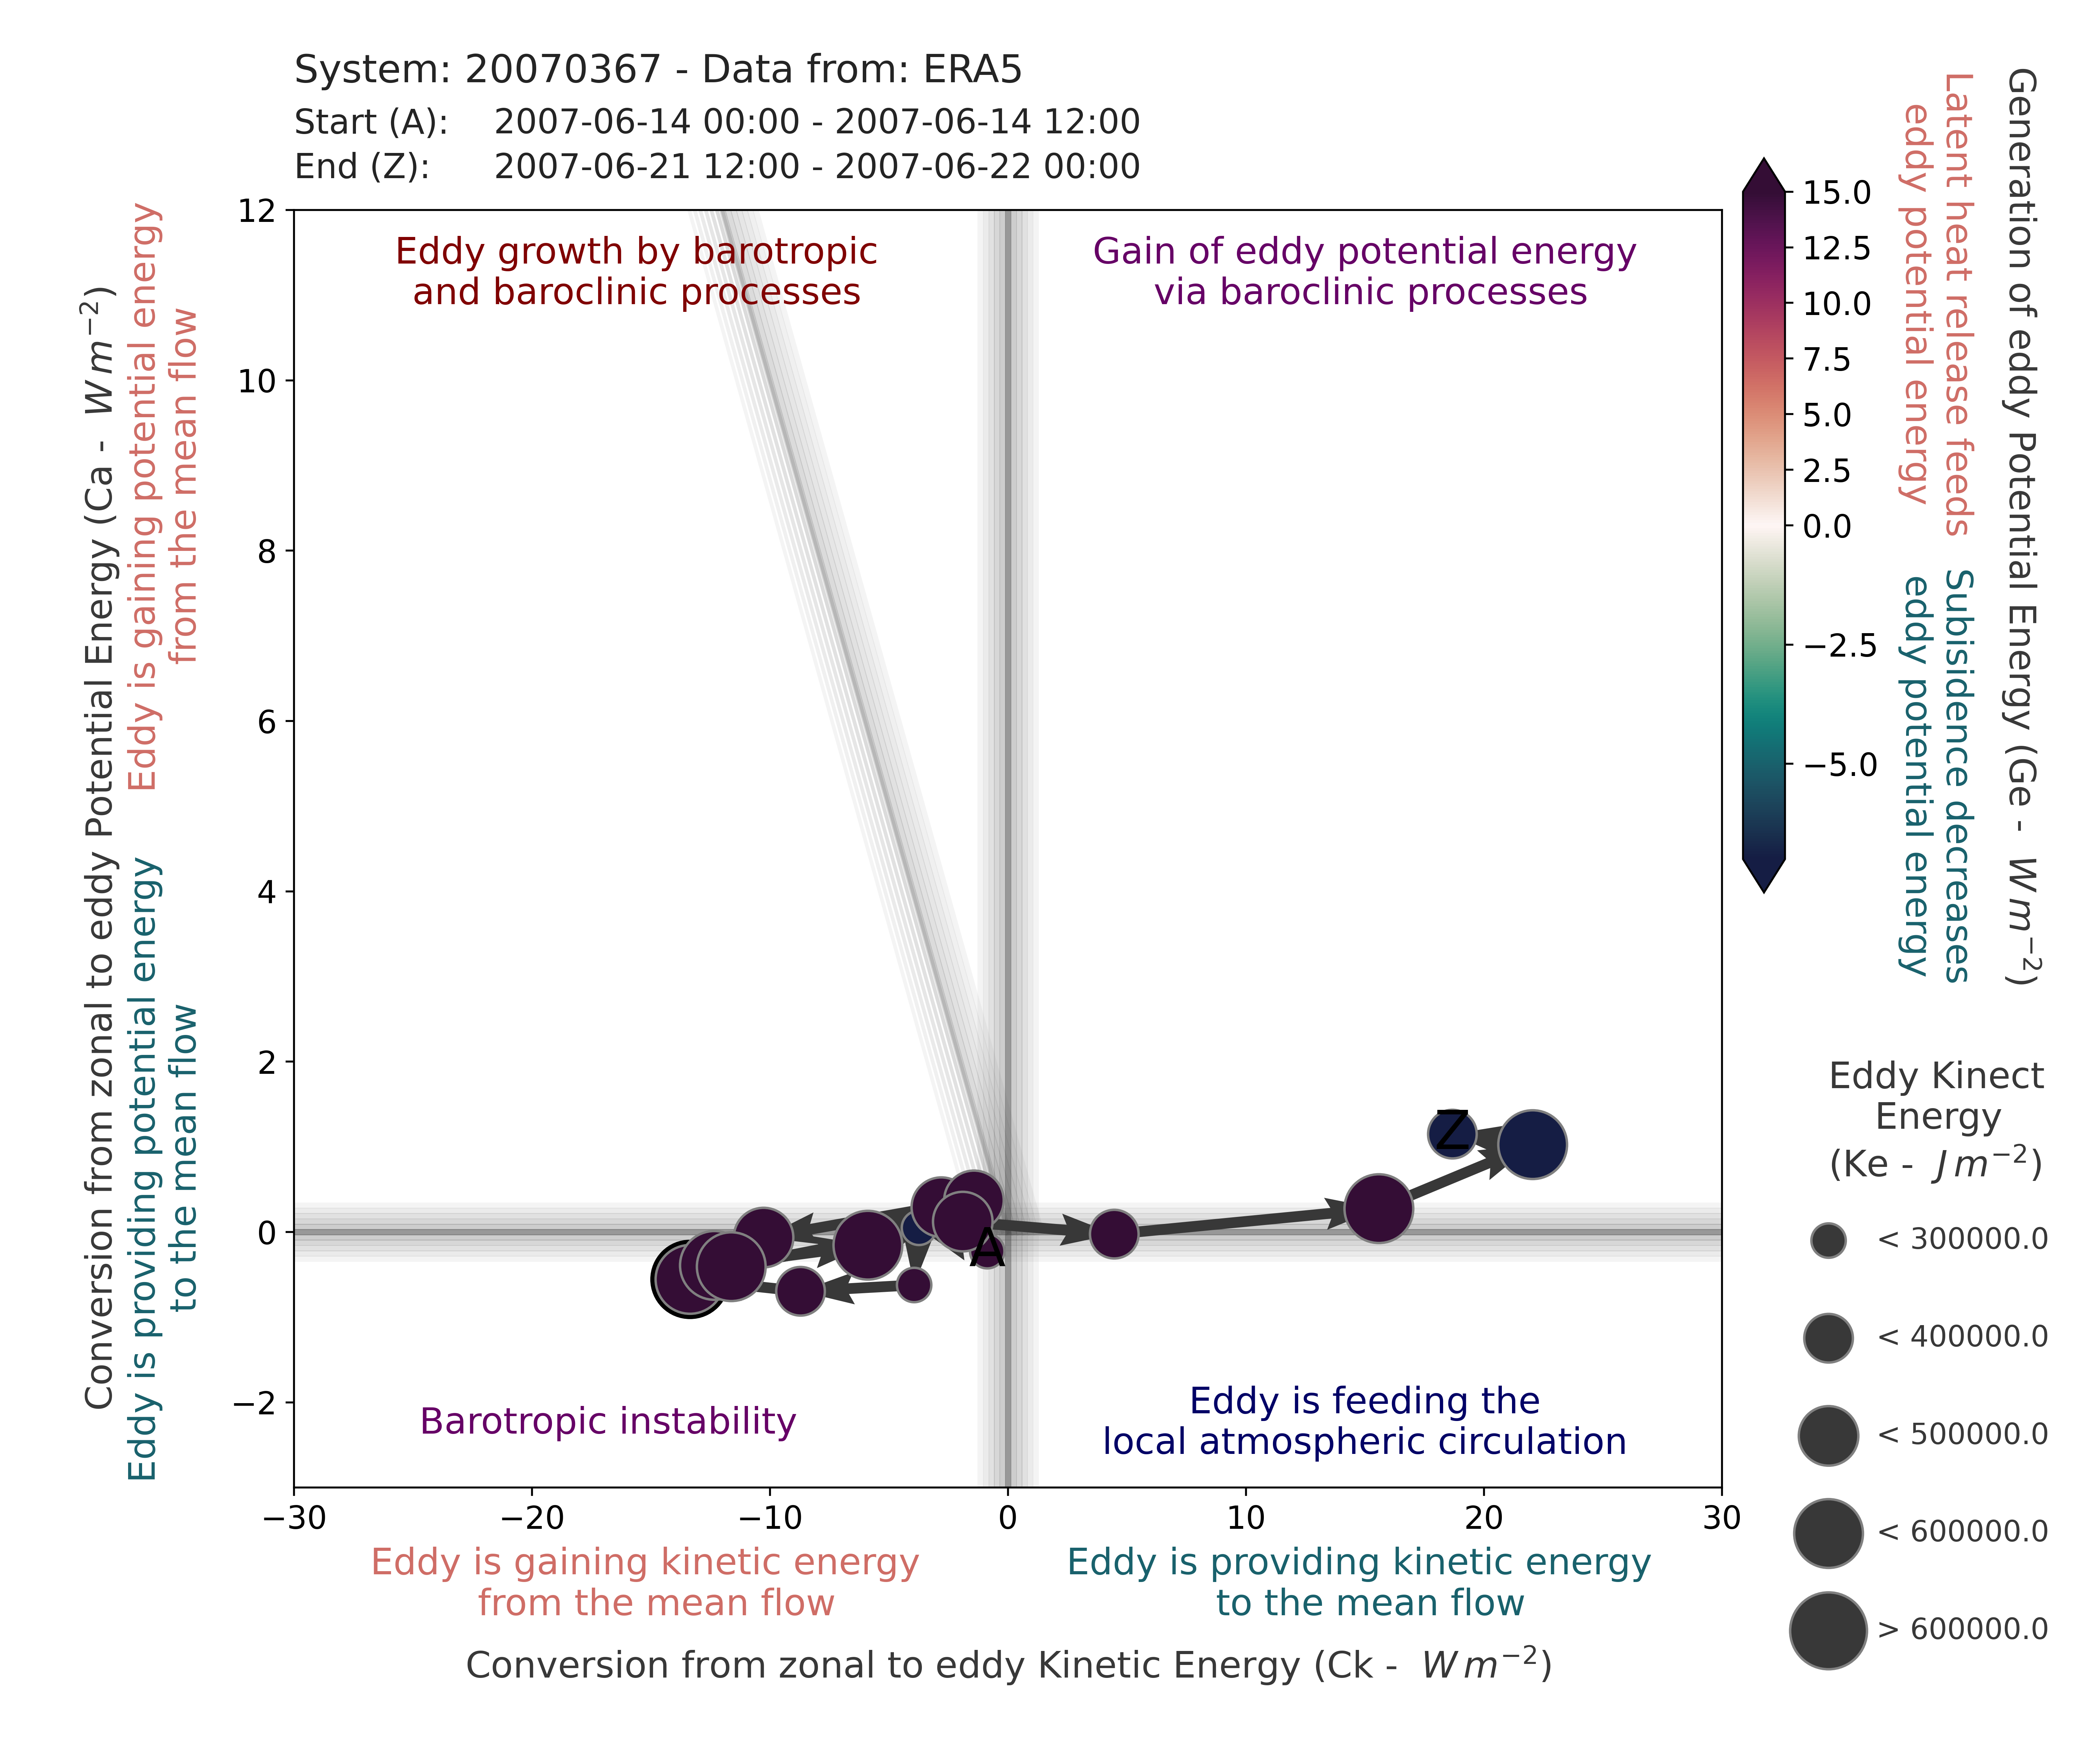 System: 20070367 - Data from: ERA5
Start (A): 2007-06-14 00:00 - 2007-06-14 12:00
End (Z): 2007-06-21 12:00 - 2007-06-22 00:00
Conversion from zonal to eddy Potential Energy (Ca - W m⁻²)
Eddy is gaining potential energy
from the mean flow
Eddy is providing potential energy
to the mean flow
12
10
8
6
4
2
0
−2
Eddy growth by barotropic
and baroclinic processes
Gain of eddy potential energy
via baroclinic processes
A
Z
Barotropic instability
Eddy is feeding the
local atmospheric circulation
−30
−20
−10
0
10
20
30
Eddy is gaining kinetic energy
from the mean flow
Eddy is providing kinetic energy
to the mean flow
Conversion from zonal to eddy Kinetic Energy (Ck - W m⁻²)
15.0
12.5
10.0
7.5
5.0
2.5
0.0
−2.5
−5.0
Latent heat release feeds
eddy potential energy
Subisidence decreases
eddy potential energy
Generation of eddy Potential Energy (Ge - W m⁻²)
Eddy Kinect
Energy
(Ke - J m⁻²)
< 300000.0
< 400000.0
< 500000.0
< 600000.0
> 600000.0